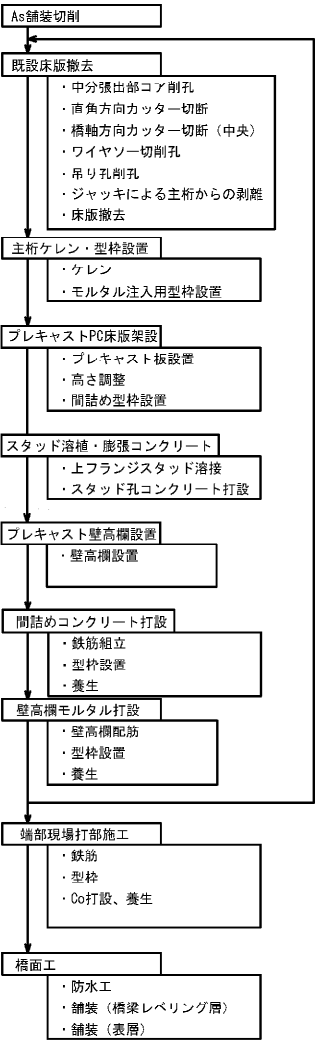 As舗装切削
既設床版撤去
・中分張出部コア削孔
・直角方向カッター切断
・橋軸方向カッター切断（中央）
・ワイヤソー切削孔
・吊り孔削孔
・ジャッキによる主桁からの剥離
・床版撤去
主桁ケレン・型枠設置
・ケレン
・モルタル注入用型枠設置
プレキャストPC床版架設
・プレキャスト板設置
・高さ調整
・間詰め型枠設置
スタッド溶植・膨張コンクリート
・上フランジスタッド溶接
・スタッド孔コンクリート打設
プレキャスト壁高欄設置
・壁高欄設置
間詰めコンクリート打設
・鉄筋組立
・型枠設置
・養生
壁高欄モルタル打設
・壁高欄配筋
・型枠設置
・養生
端部現場打部施工
・鉄筋
・型枠
・Co打設、養生
橋面工
・防水工
・舗装（橋梁レベリング層）
・舗装（表層）